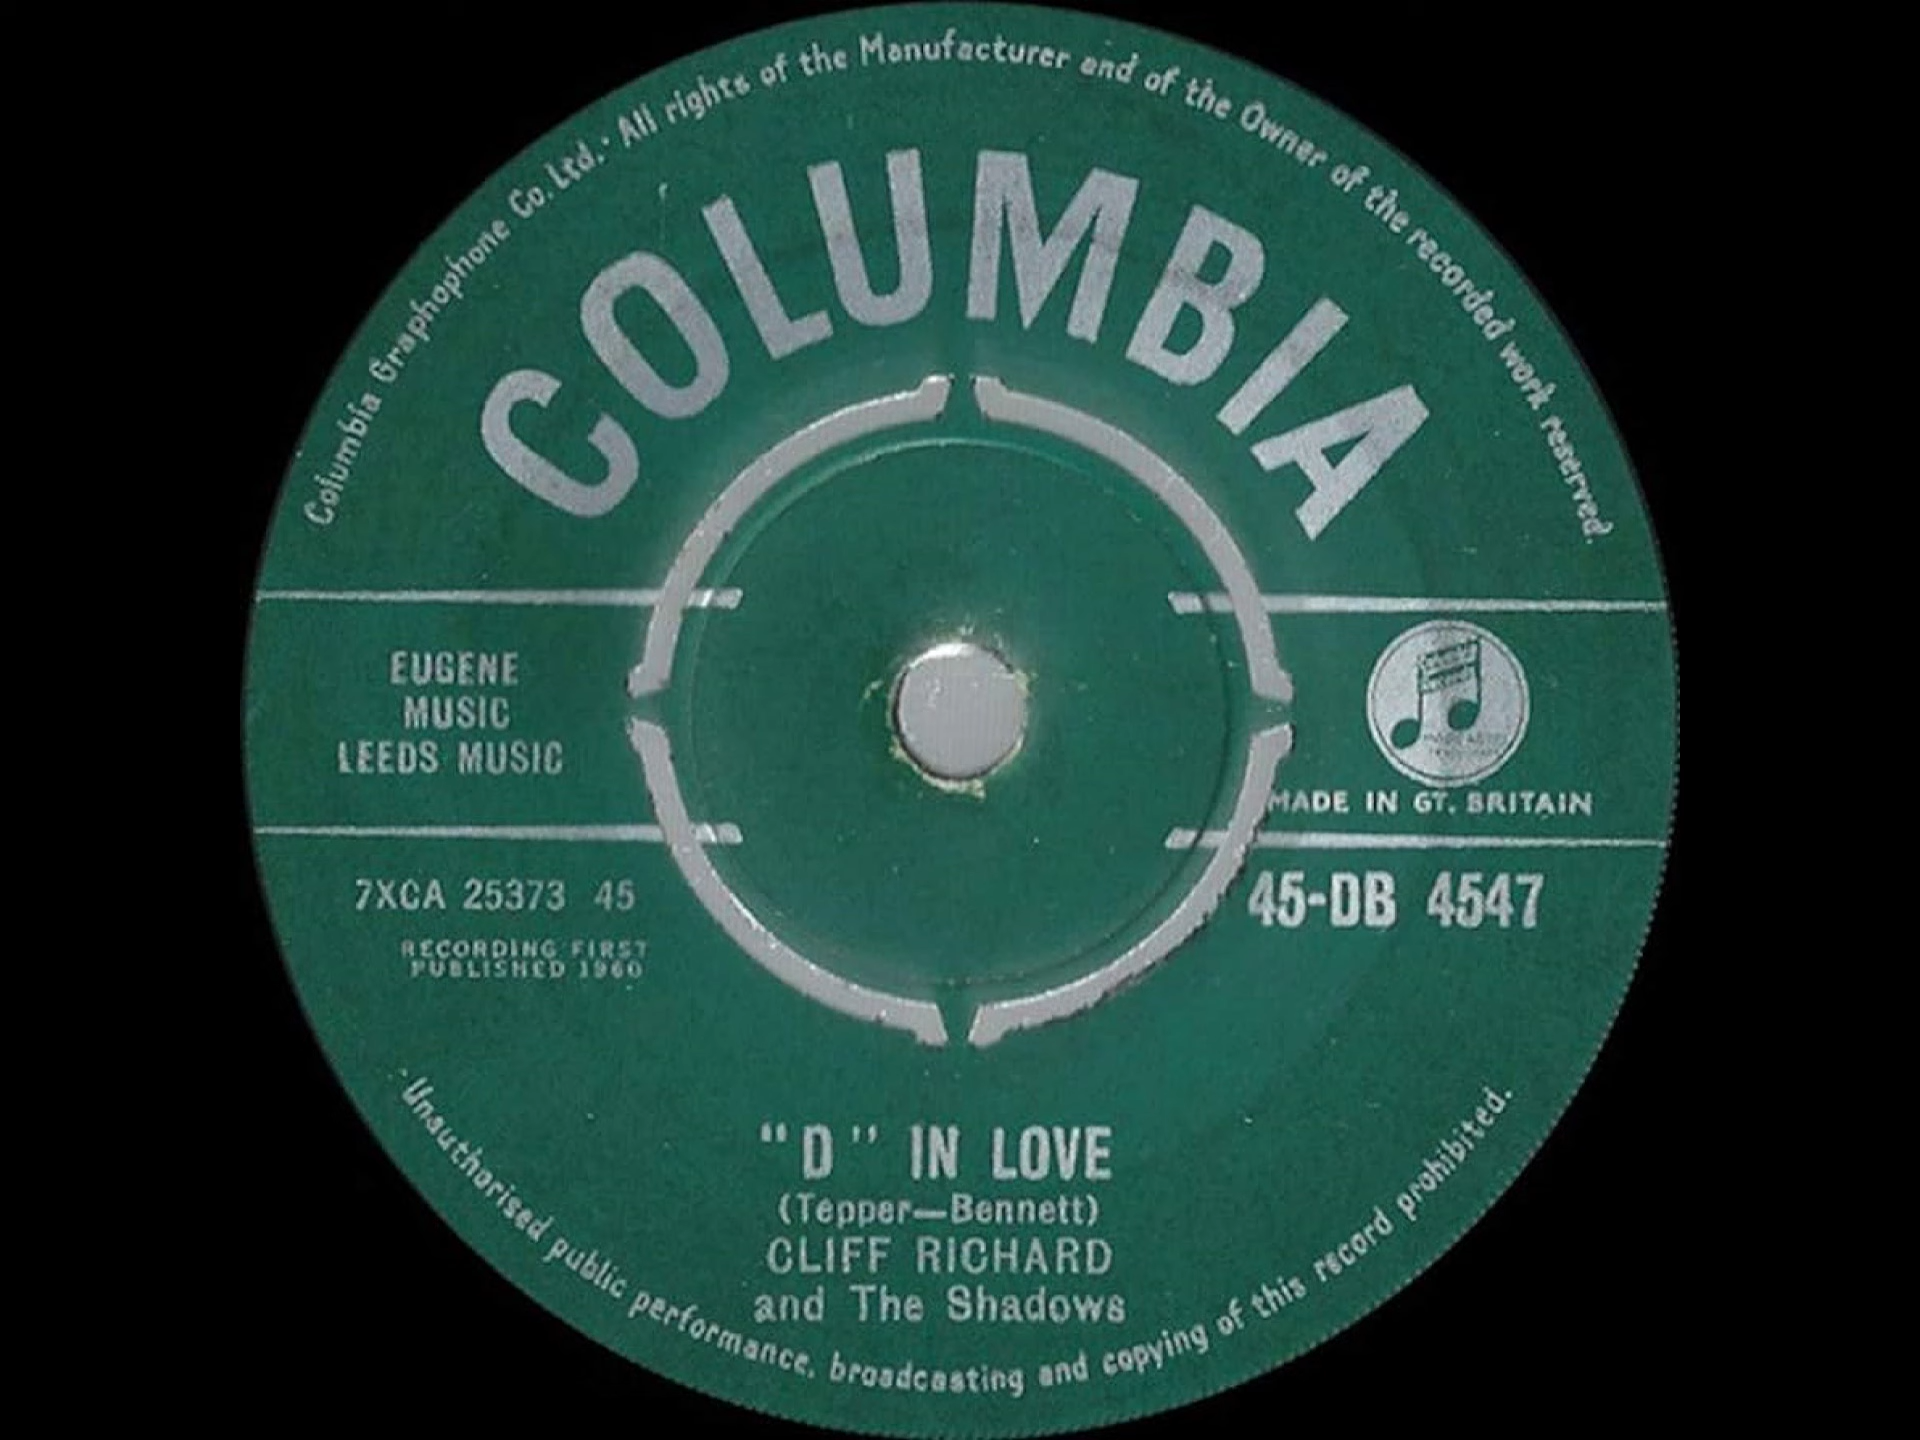 Columbia Graphophone Co. Ltd. · All rights of the Manufacturer and of the Owner of the recorded work reserved.
COLUMBIA
EUGENE
MUSIC
LEEDS MUSIC
MADE IN GT. BRITAIN
7XCA 25373 45
45-DB 4547
RECORDING FIRST
PUBLISHED 1960
"D" IN LOVE
(Tepper—Bennett)
CLIFF RICHARD
and The Shadows
Unauthorised public performance, broadcasting and copying of this record prohibited.